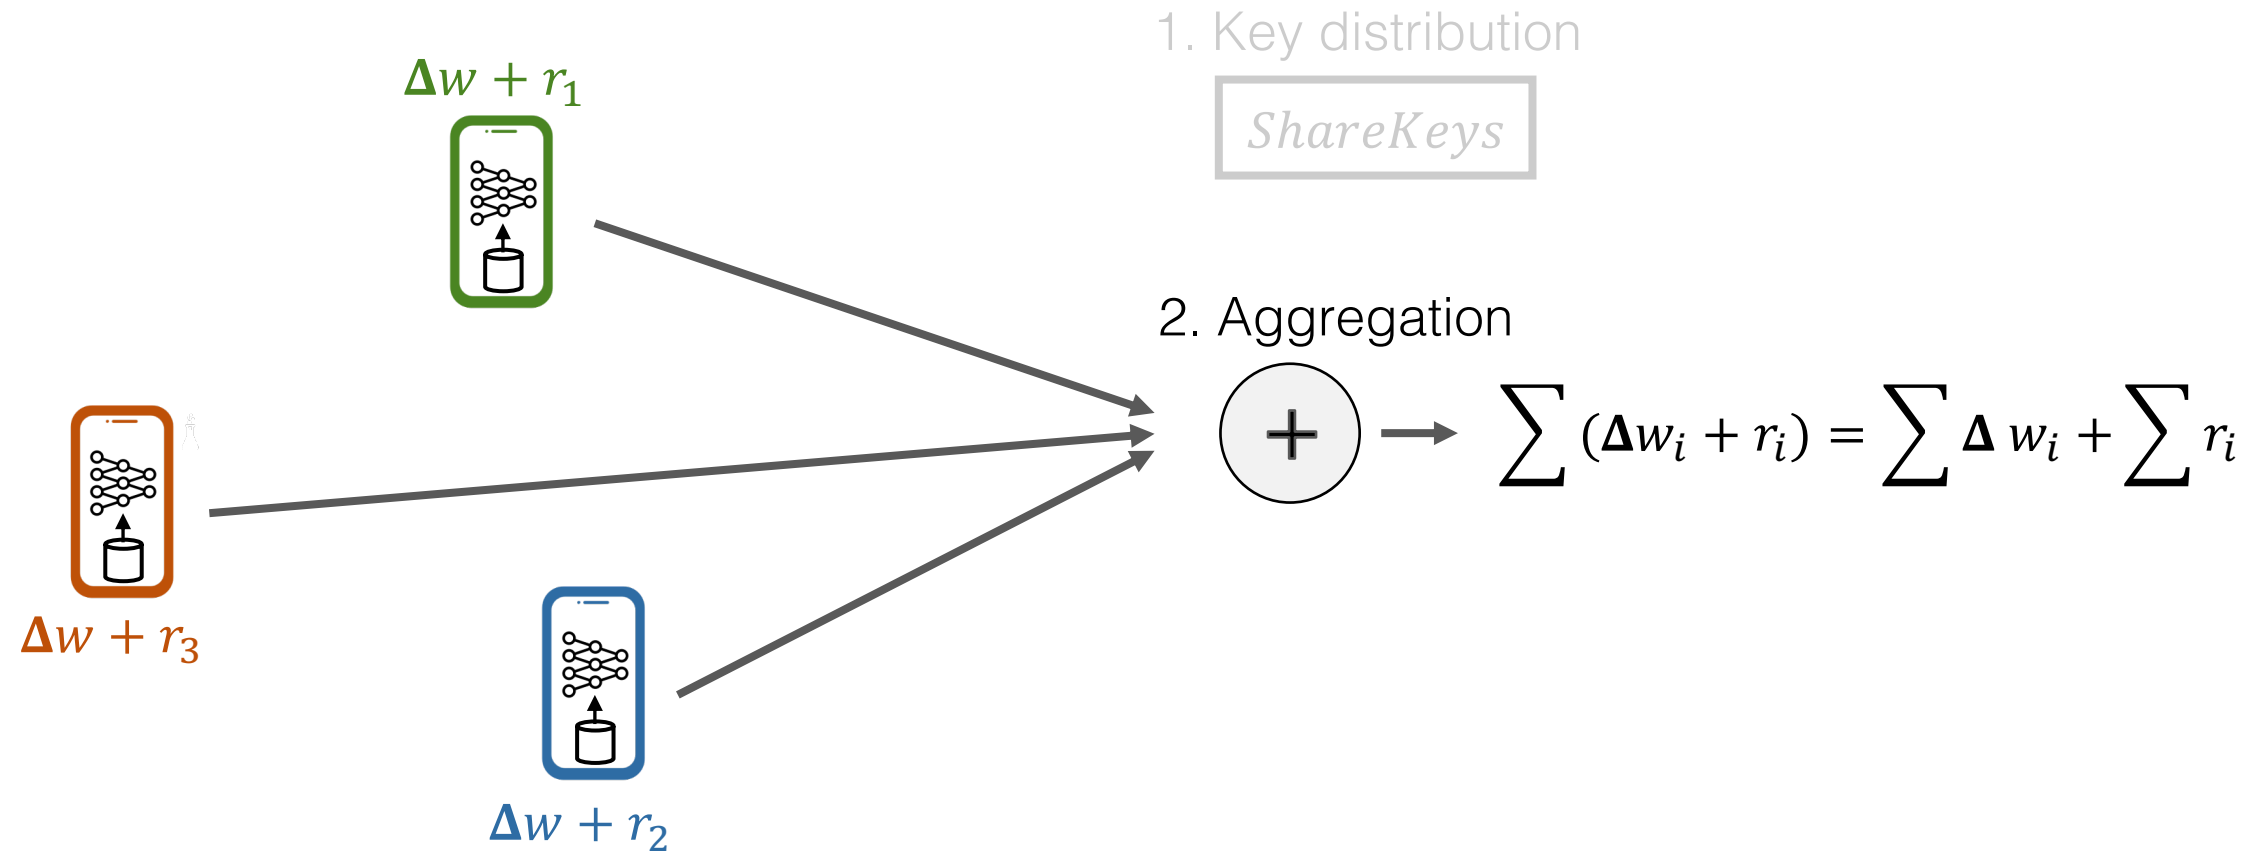 1. Key distribution
ShareKeys
𝚫w + r₁
2. Aggregation
+
∑(𝚫wᵢ + rᵢ) = ∑𝚫 wᵢ + ∑rᵢ
𝚫w + r₃
𝚫w + r₂